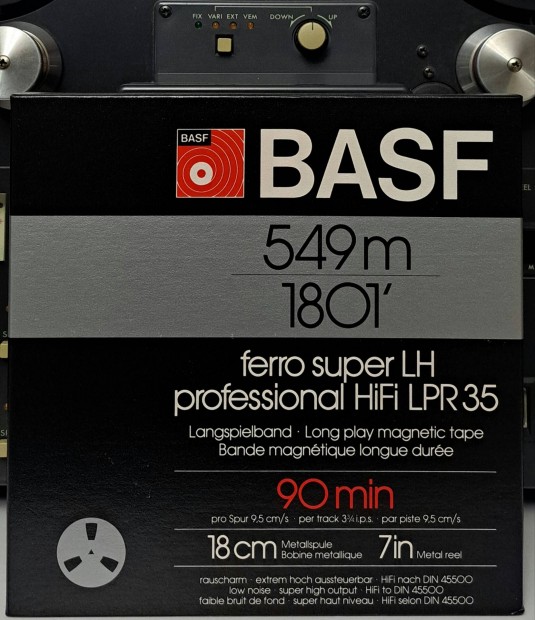 FIX VARI EXT VEM DOWN UP
BASF
BASF
549 m
1801'
ferro super LH
professional HiFi LPR 35
Langspielband · Long play magnetic tape
Bande magnétique longue durée
90 min
pro Spur 9,5 cm/s · per track 3¾ i.p.s. · par piste 9,5 cm/s
18 cm Metallspule
Bobine metallique
7 in Metal reel
rauscharm · extrem hoch aussteuerbar · HiFi nach DIN 45500
low noise · super high output · HiFi to DIN 45500
faible bruit de fond · super haut niveau · HiFi selon DIN 45500